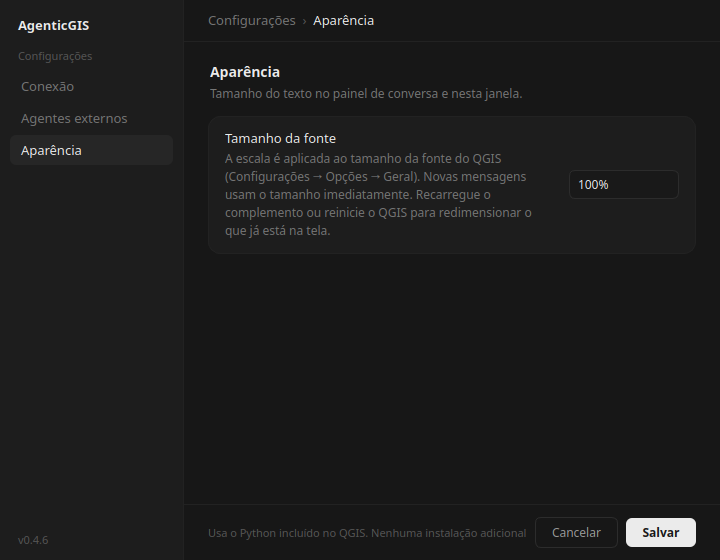 AgenticGIS
Configurações
Conexão
Agentes externos
Aparência
v0.4.6
Configurações › Aparência
Aparência
Tamanho do texto no painel de conversa e nesta janela.
Tamanho da fonte
A escala é aplicada ao tamanho da fonte do QGIS
(Configurações → Opções → Geral). Novas mensagens
usam o tamanho imediatamente. Recarregue o
complemento ou reinicie o QGIS para redimensionar o
que já está na tela.
100%
Usa o Python incluído no QGIS. Nenhuma instalação adicional
Cancelar
Salvar